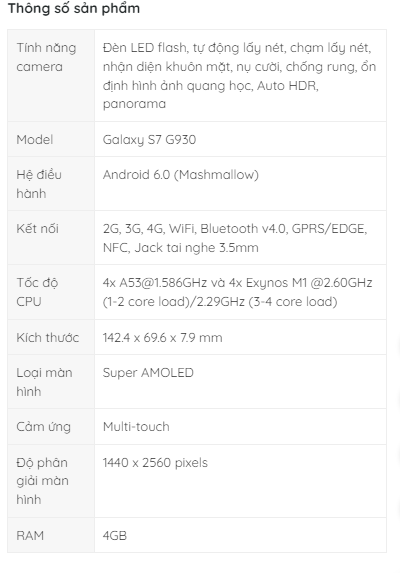 Thông số sản phẩm
Tính năng
camera
Đèn LED flash, tự động lấy nét, chạm lấy nét,
nhận diện khuôn mặt, nụ cười, chống rung, ổn
định hình ảnh quang học, Auto HDR,
panorama
Model
Galaxy S7 G930
Hệ điều
hành
Android 6.0 (Mashmallow)
Kết nối
2G, 3G, 4G, WiFi, Bluetooth v4.0, GPRS/EDGE,
NFC, Jack tai nghe 3.5mm
Tốc độ
CPU
4x A53@1.586GHz và 4x Exynos M1 @2.60GHz
(1-2 core load)/2.29GHz (3-4 core load)
Kích thước
142.4 x 69.6 x 7.9 mm
Loại màn
hình
Super AMOLED
Cảm ứng
Multi-touch
Độ phân
giải màn
hình
1440 x 2560 pixels
RAM
4GB